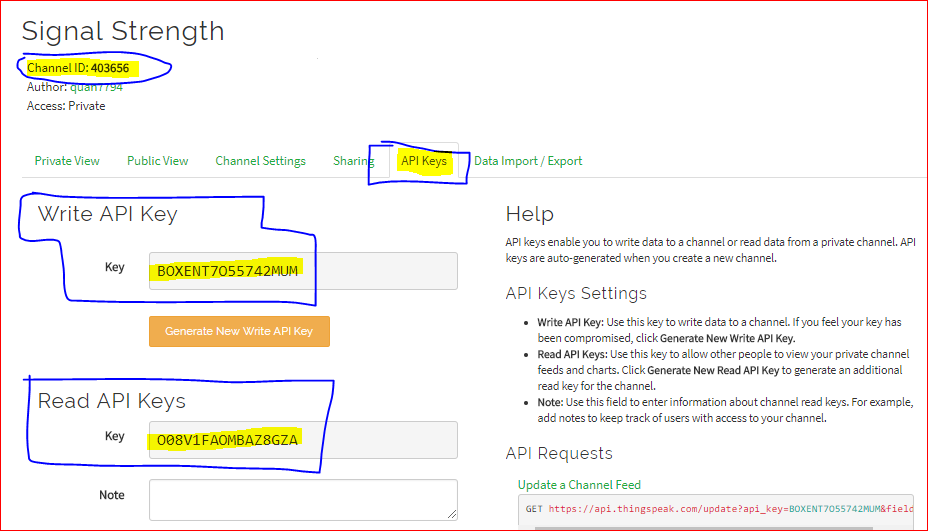 Signal Strength
Channel ID: 403656
Author: quan7794
Access: Private
Private View
Public View
Channel Settings
Sharing
API Keys
Data Import / Export
Write API Key
Key
BOXENT7O55742MUM
Generate New Write API Key
Read API Keys
Key
O08V1FAOMBAZ8GZA
Note
Help
API keys enable you to write data to a channel or read data from a private channel. API
keys are auto-generated when you create a new channel.
API Keys Settings
• Write API Key: Use this key to write data to a channel. If you feel your key has
been compromised, click Generate New Write API Key.
• Read API Keys: Use this key to allow other people to view your private channel
feeds and charts. Click Generate New Read API Key to generate an additional
read key for the channel.
• Note: Use this field to enter information about channel read keys. For example,
add notes to keep track of users with access to your channel.
API Requests
Update a Channel Feed
GET https://api.thingspeak.com/update?api_key=BOXENT7O55742MUM&field